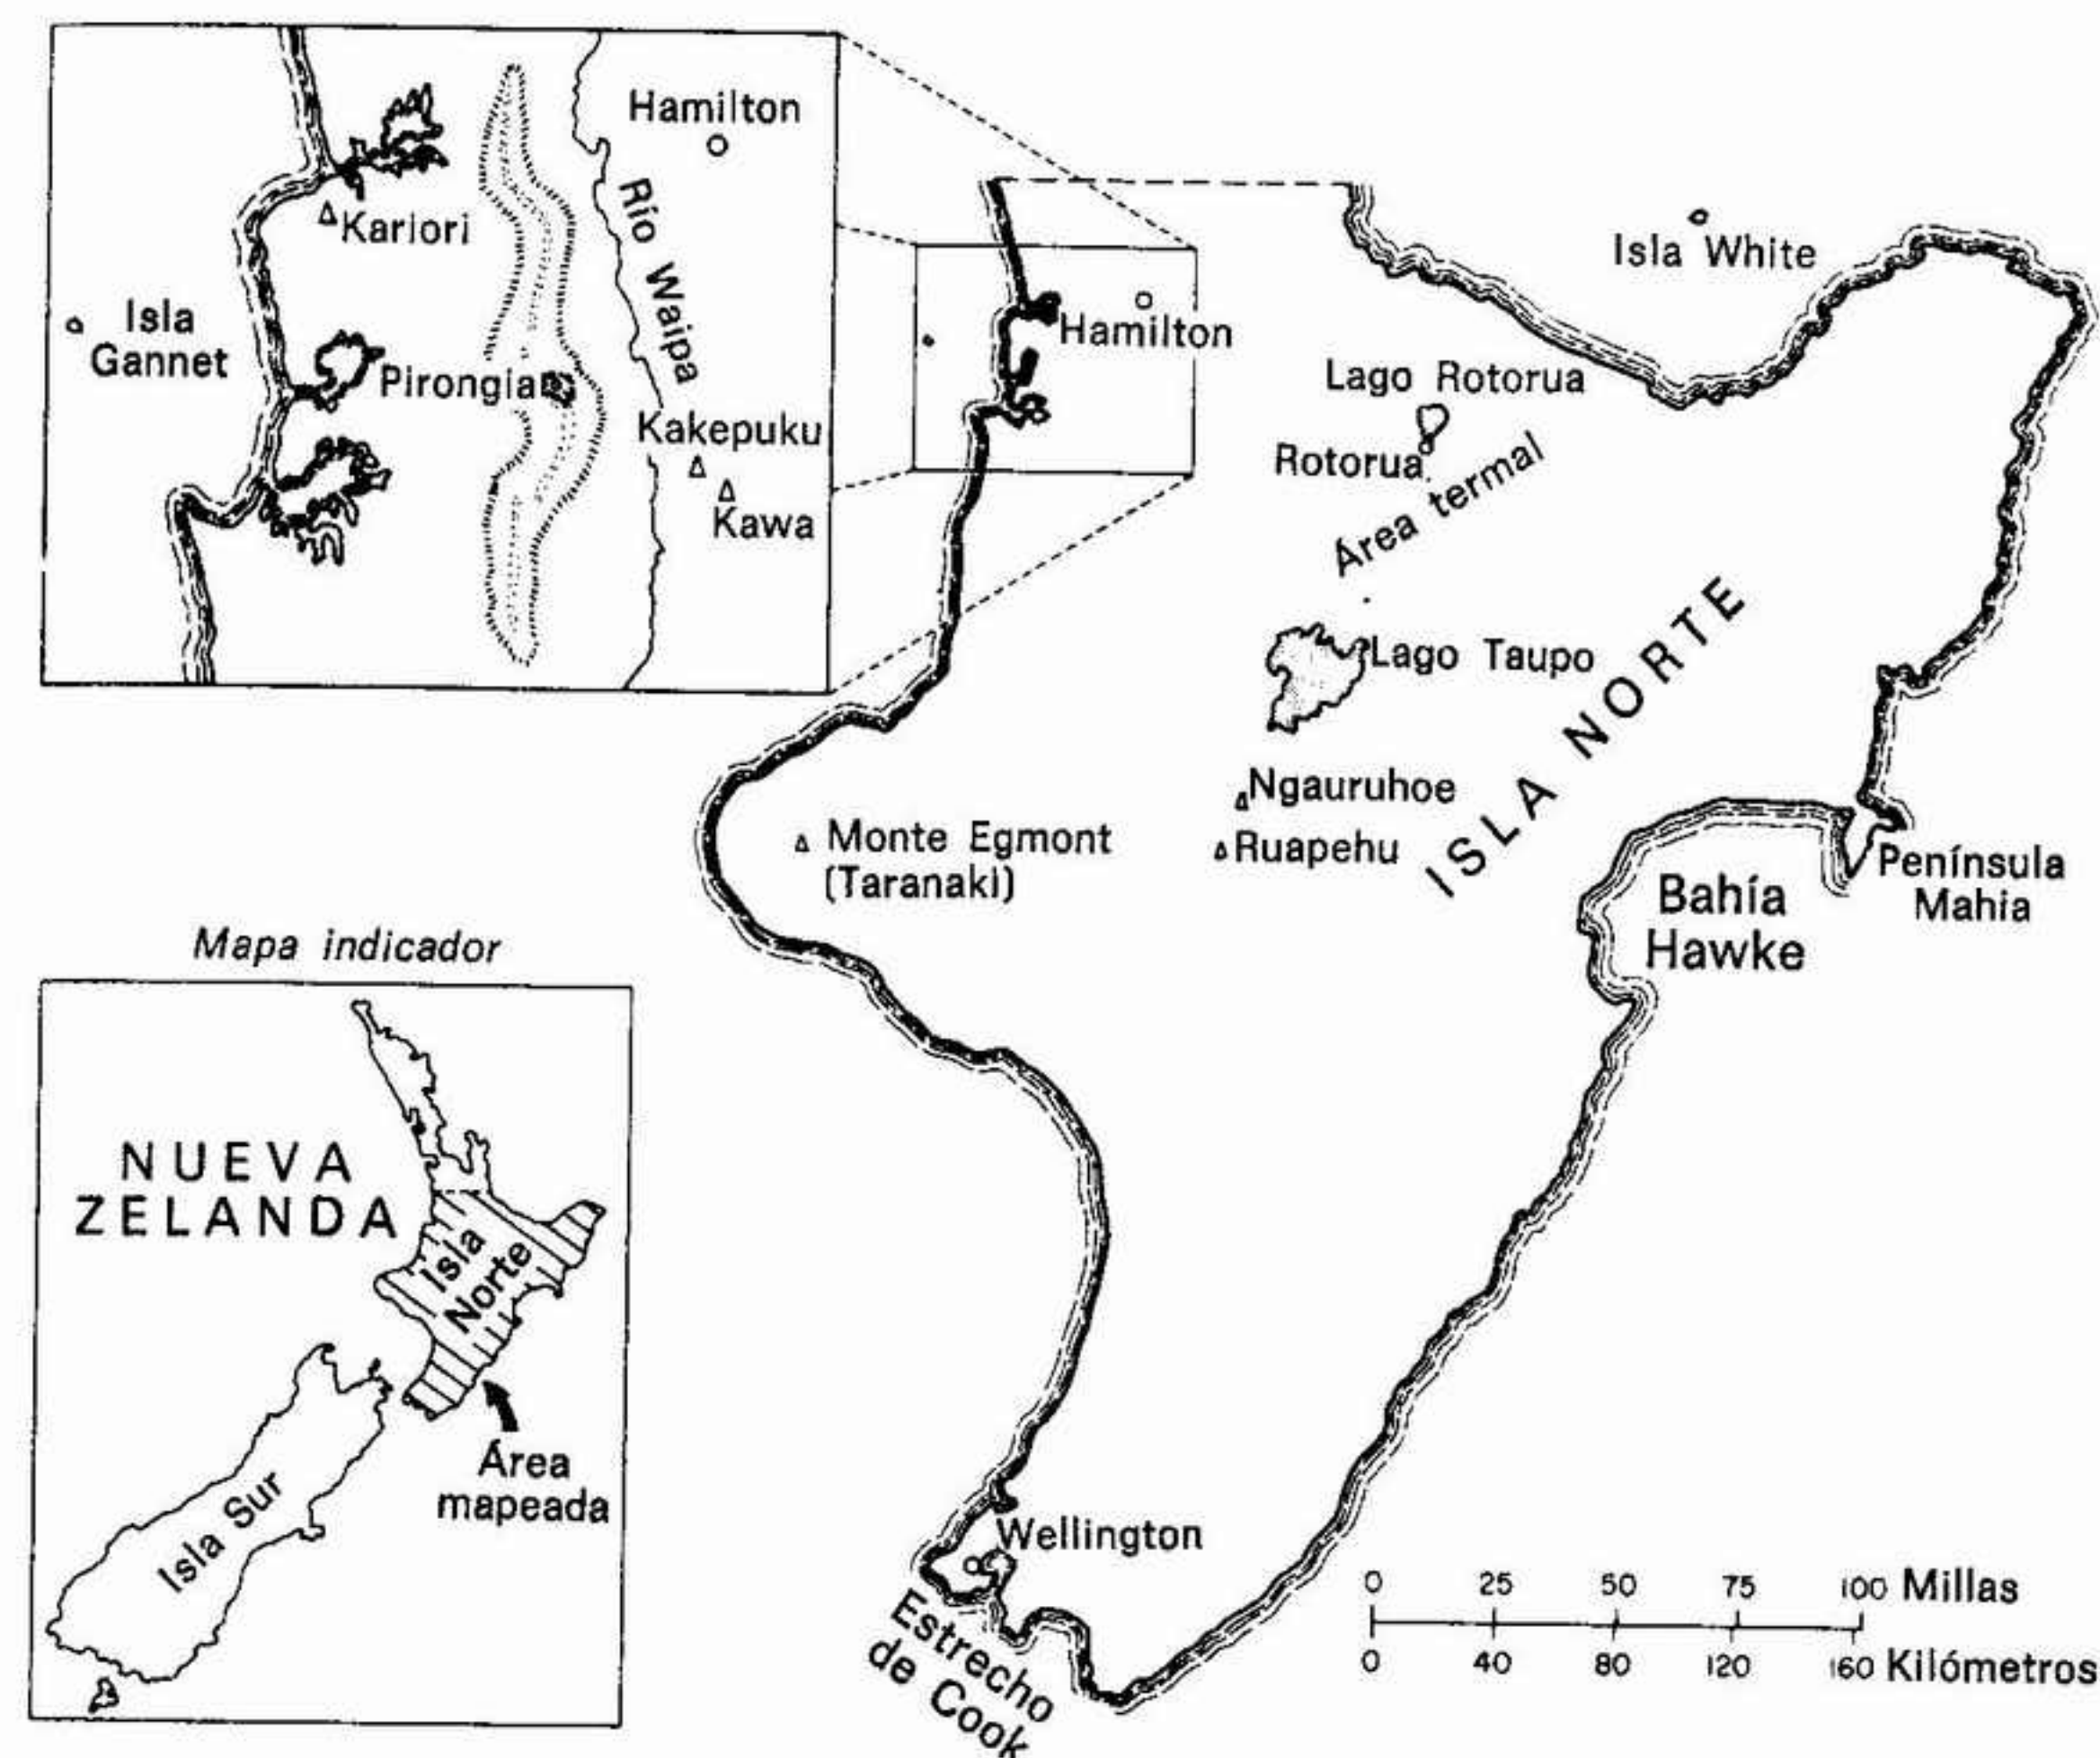 Hamilton
Río Waipa
Kariori
Isla
Gannet
Pirongia
Kakepuku
Kawa
Isla White
Hamilton
Lago Rotorua
Rotorua
Área termal
Lago Taupo
ISLA NORTE
Ngauruhoe
Ruapehu
Monte Egmont
(Taranaki)
Península
Mahia
Bahía
Hawke
Mapa indicador
NUEVA
ZELANDA
Isla
Norte
Área
mapeada
Isla Sur
Wellington
Estrecho
de Cook
0 25 50 75 100 Millas
0 40 80 120 160 Kilómetros